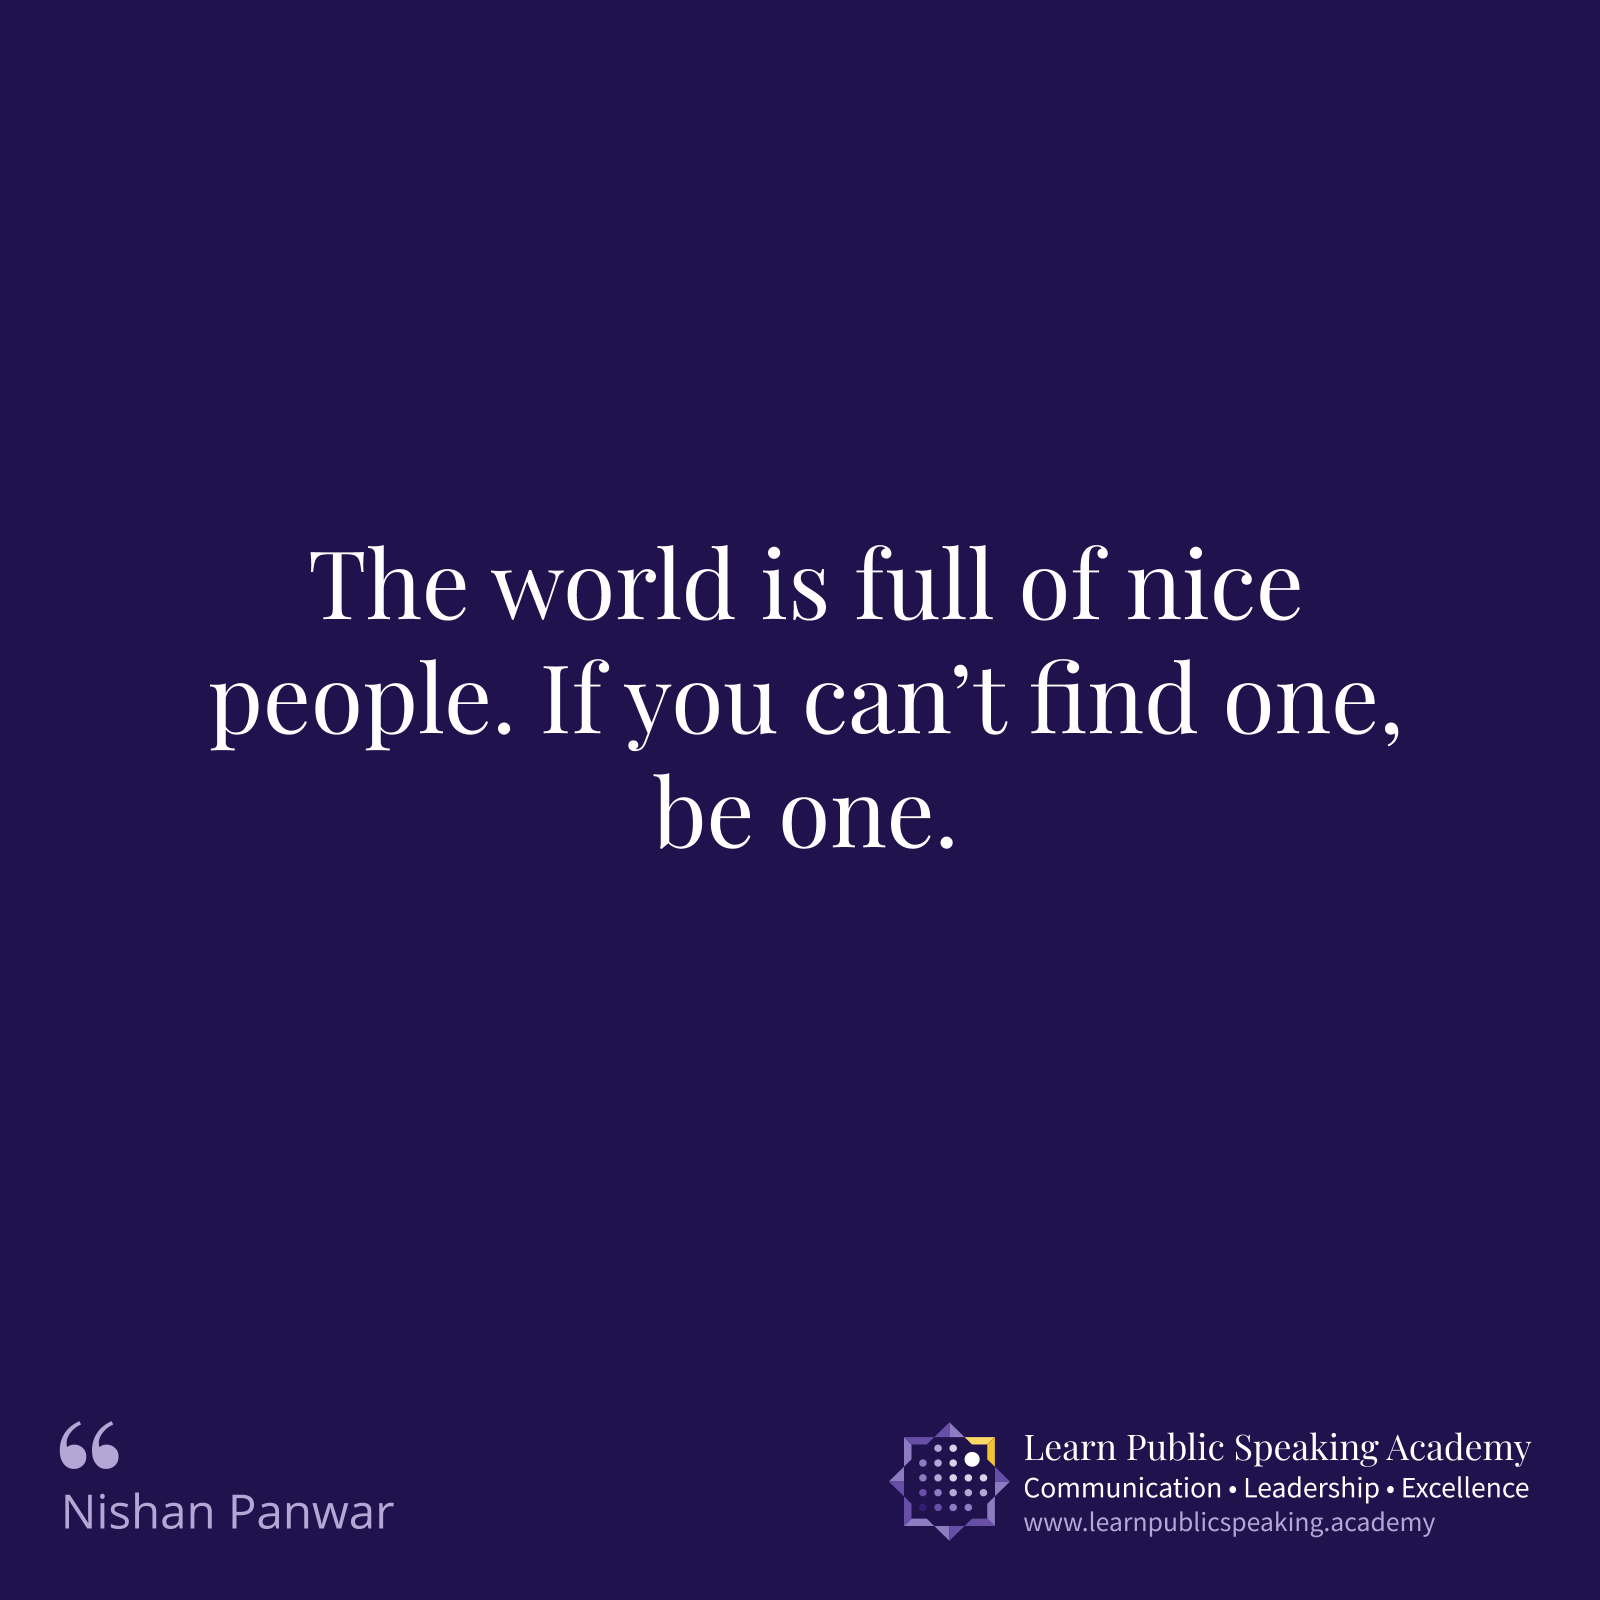 The world is full of nice
people. If you can’t find one,
be one.
“
Nishan Panwar
Learn Public Speaking Academy
Communication • Leadership • Excellence
www.learnpublicspeaking.academy